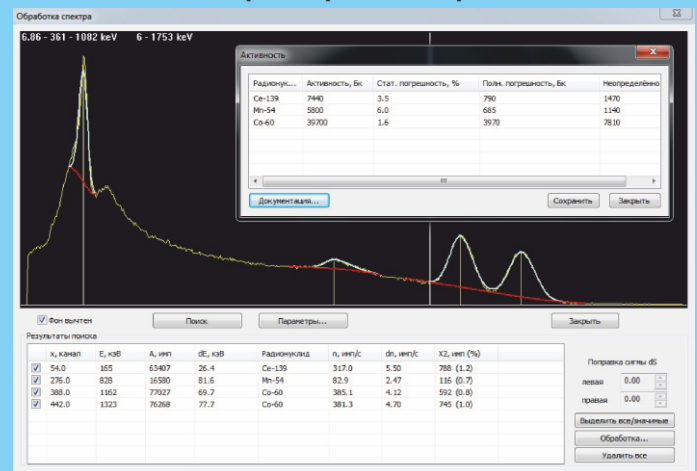 Обработка спектра
6.86 - 361 - 1082 keV 6 - 1753 keV
Активность
Радионук... Активность, Бк Стат. погрешность, % Полн. погрешность, Бк Неопределённо
Ce-139 7440 3.5 790 1470
Mn-54 5800 6.0 685 1140
Co-60 39700 1.6 3970 7810
Документация... Сохранить Закрыть
Фон вычтен Поиск Параметры... Закрыть
Результаты поиска
x, канал E, кэВ A, имп dE, кэВ Радионуклид n, имп/с dn, имп/с X2, имп (%)
54.0 165 63407 26.4 Ce-139 317.0 5.50 788 (1.2)
276.0 828 16580 81.6 Mn-54 82.9 2.47 116 (0.7)
388.0 1162 77027 69.7 Co-60 385.1 4.12 592 (0.8)
442.0 1323 76268 77.7 Co-60 381.3 4.70 745 (1.0)
Поправка сигмы dS
левая 0.00
правая 0.00
Выделить все/значимые
Обработка...
Удалить все